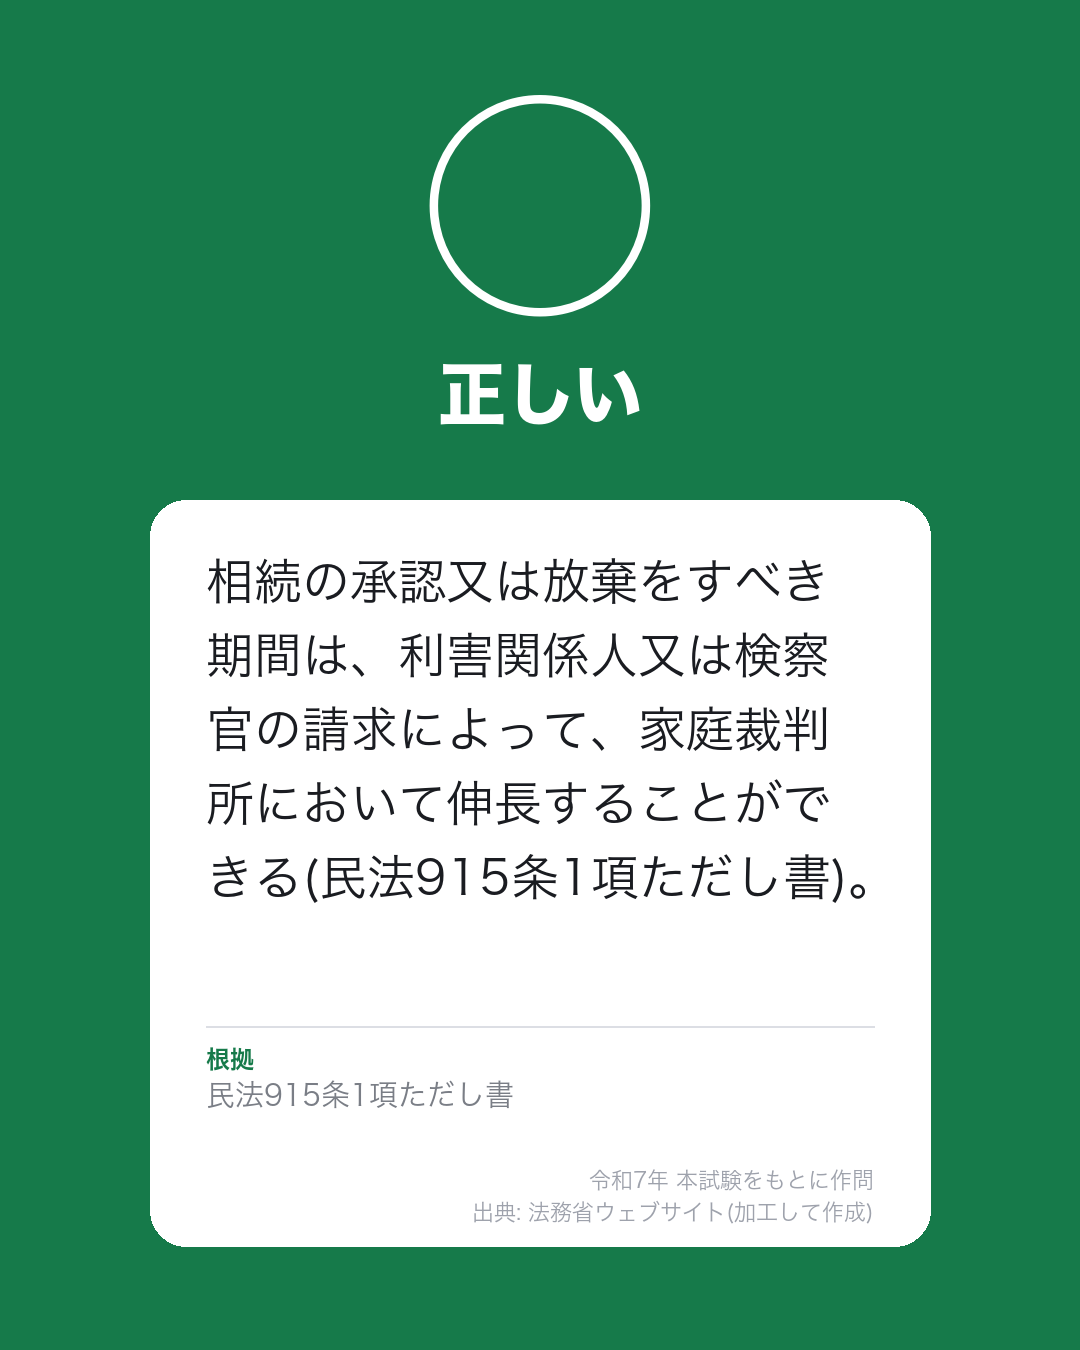 正しい
相続の承認又は放棄をすべき
期間は、利害関係人又は検察
官の請求によって、家庭裁判
所において伸長することがで
きる(民法915条1項ただし書)。
根拠
民法915条1項ただし書
令和7年 本試験をもとに作問
出典: 法務省ウェブサイト(加工して作成)